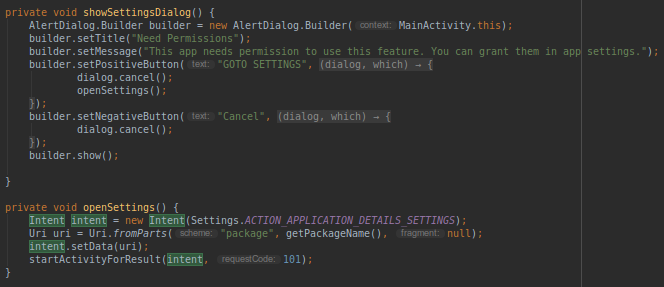 private void showSettingsDialog() {
AlertDialog.Builder builder = new AlertDialog.Builder( context: MainActivity.this);
builder.setTitle("Need Permissions");
builder.setMessage("This app needs permission to use this feature. You can grant them in app settings.");
builder.setPositiveButton( text: "GOTO SETTINGS", (dialog, which) → {
dialog.cancel();
openSettings();
});
builder.setNegativeButton( text: "Cancel", (dialog, which) → {
dialog.cancel();
});
builder.show();
}
private void openSettings() {
Intent intent = new Intent(Settings.ACTION_APPLICATION_DETAILS_SETTINGS);
Uri uri = Uri.fromParts( scheme: "package", getPackageName(), fragment: null);
intent.setData(uri);
startActivityForResult(intent, requestCode: 101);
}